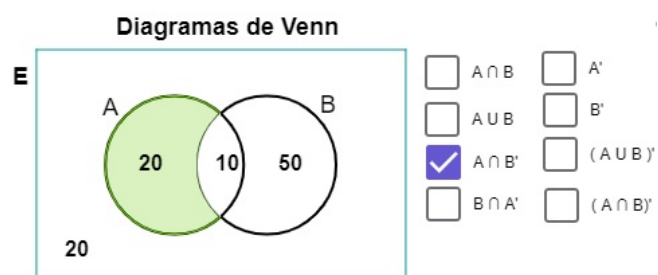 Diagramas de Venn
E
A
B
20
10
50
20
A ∩ B
A'
A U B
B'
A ∩ B'
( A U B )'
B ∩ A'
( A ∩ B)'